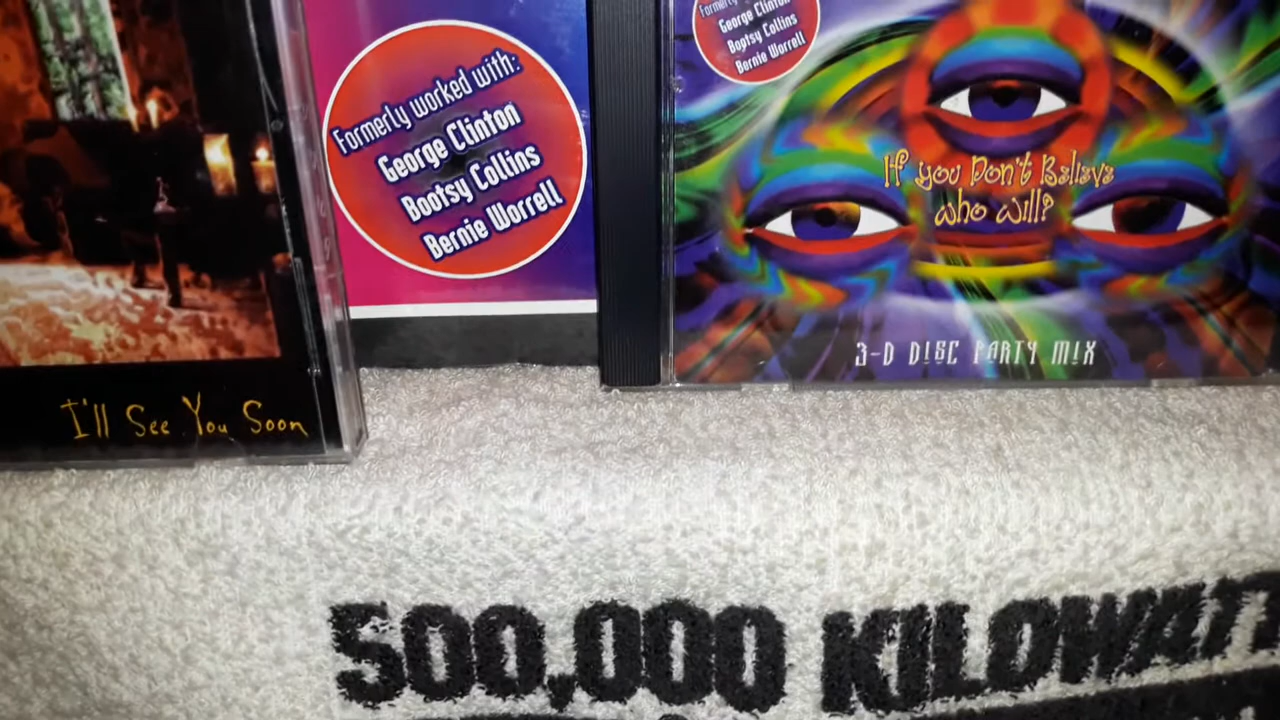 I'll See You Soon
Formerly worked with:
George Clinton
Bootsy Collins
Bernie Worrell
Formerly
George Clinton
Bootsy Collins
Bernie Worrell
If you Don't Believe
who will?
3-D DISC PARTY MIX
500,000 KILOWATT